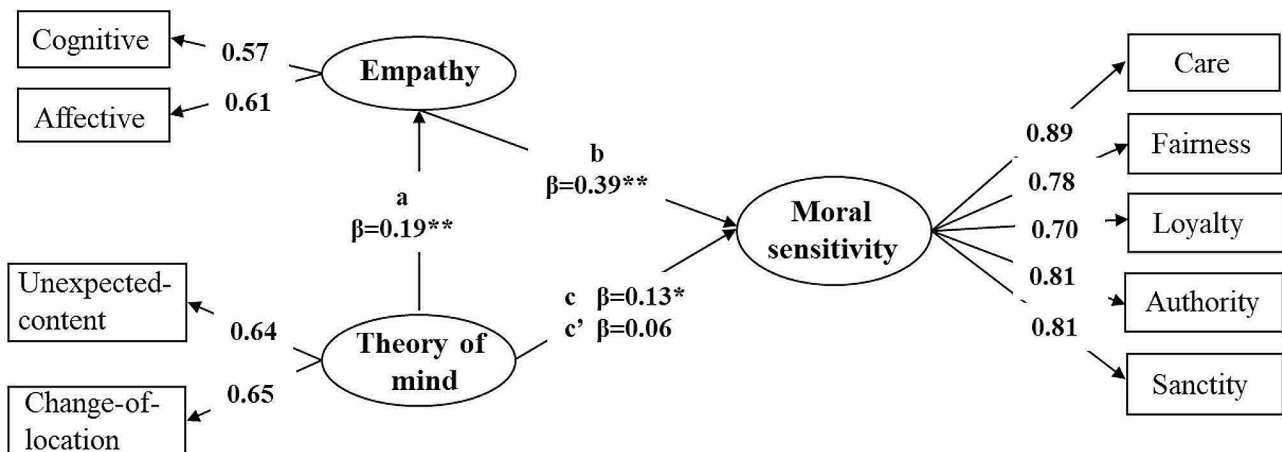 Cognitive
0.57
Affective
0.61
Empathy
a
β=0.19**
b
β=0.39**
Unexpected-
content
0.64
Change-of-
location
0.65
Theory of
mind
c β=0.13*
c’ β=0.06
Moral
sensitivity
0.89
Care
0.78
Fairness
0.70
Loyalty
0.81
Authority
0.81
Sanctity